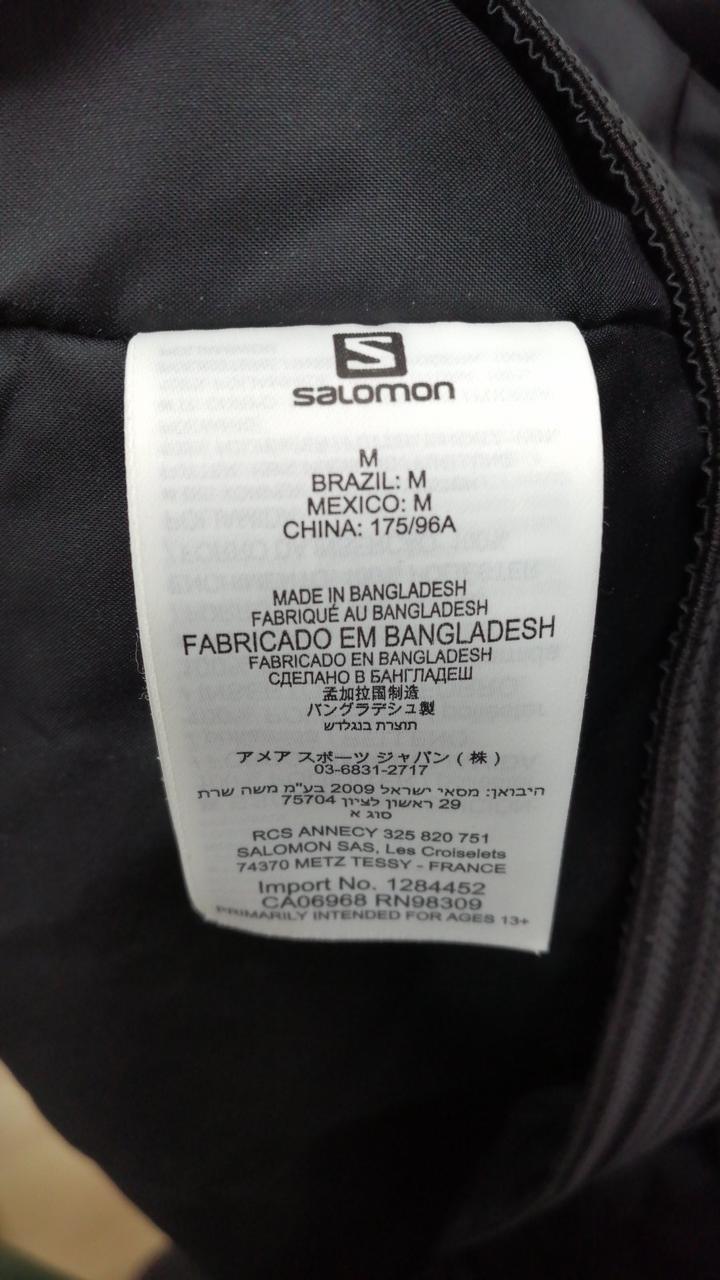 S
salomon
M
BRAZIL: M
MEXICO: M
CHINA: 175/96A
MADE IN BANGLADESH
FABRIQUÉ AU BANGLADESH
FABRICADO EM BANGLADESH
FABRICADO EN BANGLADESH
СДЕЛАНО В БАНГЛАДЕШ
孟加拉国制造
バングラデシュ製
תוצרת בנגלדש
アメア スポーツ ジャパン ( 株 )
03-6831-2717
היבואן: מסאי ישראל 2009 בע"מ משה שרת
29 ראשון לציון 75704
סוג א
RCS ANNECY 325 820 751
SALOMON SAS, Les Croiselets
74370 METZ TESSY - FRANCE
Import No. 1284452
CA06968 RN98309
PRIMARILY INTENDED FOR AGES 13+